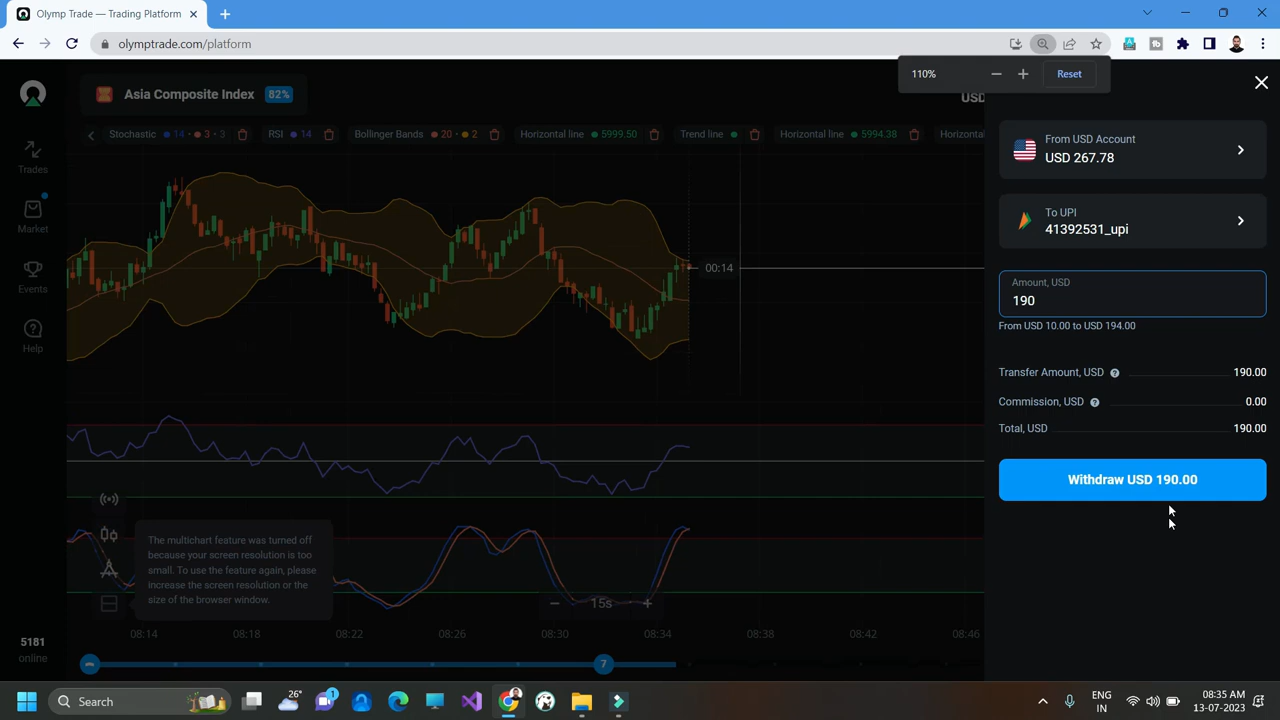 Olymp Trade — Trading Platform
olymptrade.com/platform
110%
Reset
Asia Composite Index 82%
USD
Stochastic 14 • 3 • 3 RSI 14 Bollinger Bands 20 • 2 Horizontal line 5999.50 Trend line Horizontal line 5994.38 Horizontal
Trades
Market
Events
Help
From USD Account
USD 267.78
To UPI
41392531_upi
Amount, USD
190
From USD 10.00 to USD 194.00
Transfer Amount, USD 190.00
Commission, USD 0.00
Total, USD 190.00
Withdraw USD 190.00
00:14
The multichart feature was turned off
because your screen resolution is too
small. To use the feature again, please
increase the screen resolution or the
size of the browser window.
15s
08:14 08:18 08:22 08:26 08:30 08:34 08:38 08:42 08:46
5181
online
7
Search
26°
1
ENG
IN
08:35 AM
13-07-2023